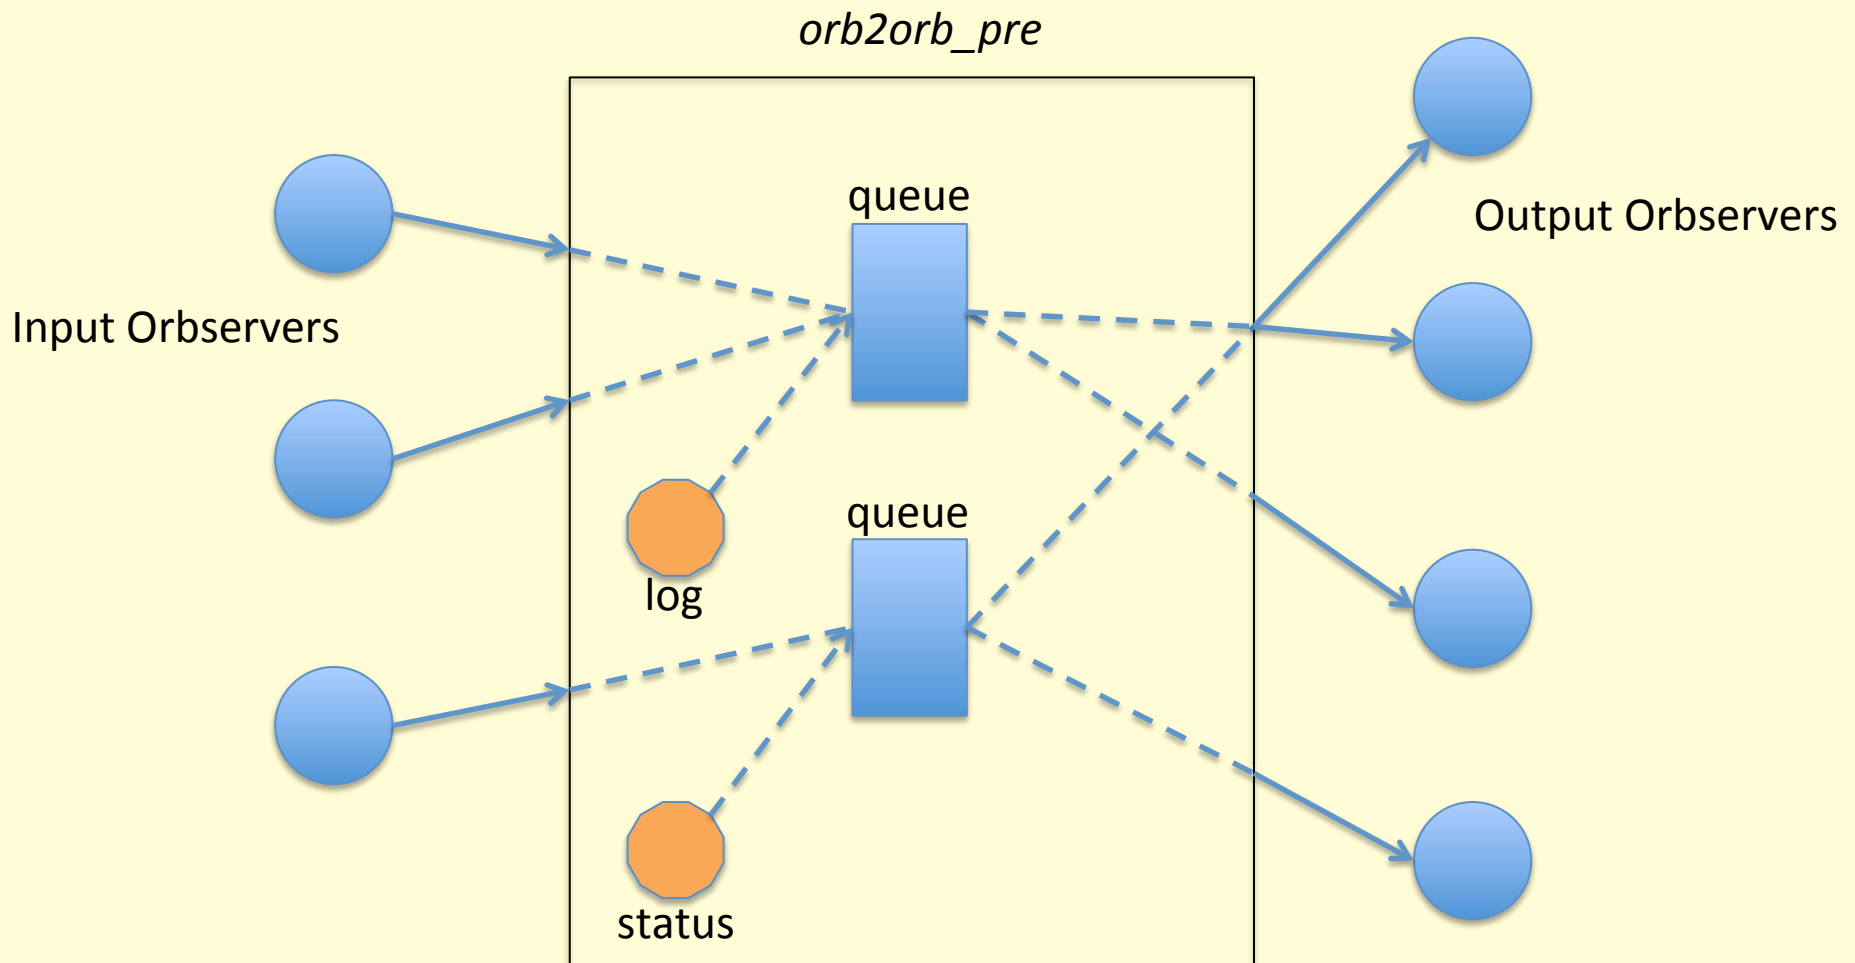 orb2orb_pre
queue
Output Orbservers
Input Orbservers
queue
log
status